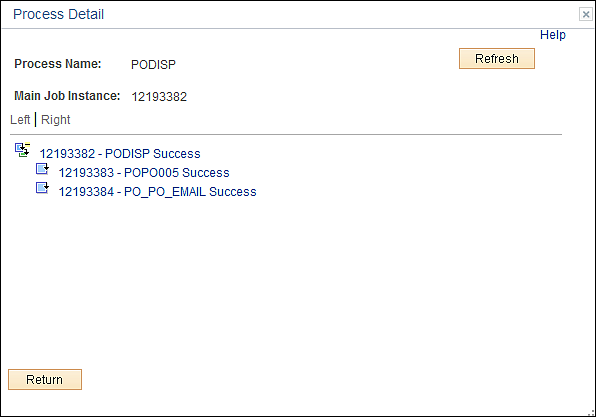 Process Detail
Help
Process Name: PODISP
Refresh
Main Job Instance: 12193382
Left | Right
12193382 - PODISP Success
12193383 - POPO005 Success
12193384 - PO_PO_EMAIL Success
Return